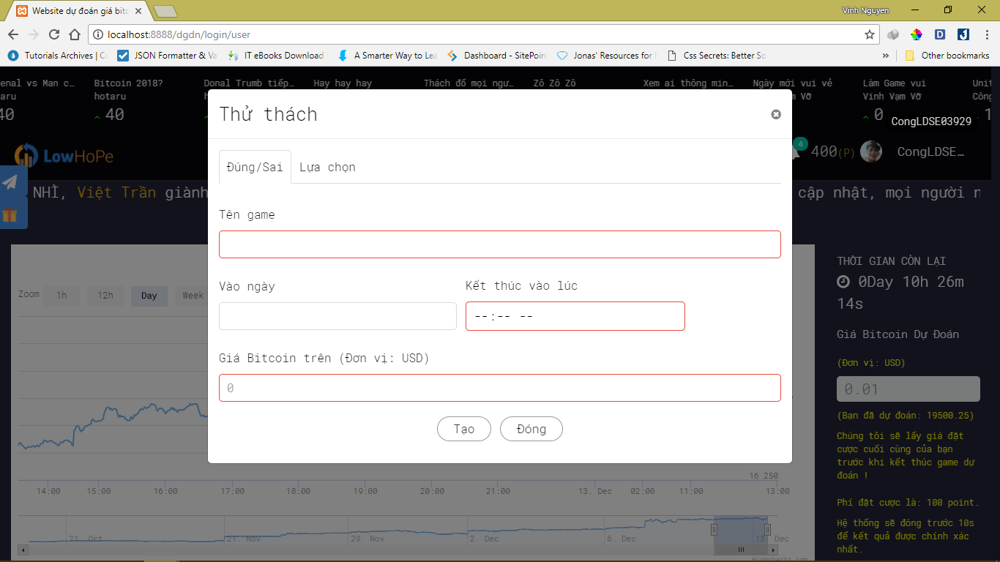 Website dự đoán giá bitc
Vinh Nguyen
localhost:8888/dgdn/login/user
Tutorials Archives | Co
JSON Formatter & Va
IT eBooks Download
A Smarter Way to Lea
Dashboard - SitePoin
Jonas' Resources for
Css Secrets: Better So
Other bookmarks
enal vs Man c…
Bitcoin 2018?
Donal Trumb tiếp…
Hay hay hay
Thách đố mọi ngư…
Zô Zô Zô
Xem ai thông min…
Ngày mới vui vẻ
Làm Game vui
Unit
aru
hotaru
Vạm Vỡ
Vinh Vạm Vỡ
Công
40
40
0
1
CongLDSE03929
LowHoPe
4
400(P)
CongLDSE…
NHÌ, Việt Trần giành
cập nhật, mọi người n
Thử thách
Đúng/Sai
Lựa chọn
Tên game
Vào ngày
Kết thúc vào lúc
--:-- --
Giá Bitcoin trên (Đơn vị: USD)
0
Tạo
Đóng
Zoom
1h
12h
Day
Week
16 250
14:00
15:00
16:00
17:00
18:00
19:00
20:00
21:00
13. Dec
02:00
11:00
13:00
21. Oct
21. Nov
29. Nov
2. Dec
6. Dec
13. Dec
Highcharts.com
THỜI GIAN CÒN LẠI
0Day 10h 26m
14s
Giá Bitcoin Dự Đoán
(Đơn vị: USD)
0.01
(Bạn đã dự đoán: 19500.25)
Chúng tôi sẽ lấy giá đặt
cược cuối cùng của bạn
trước khi kết thúc game dự
đoán !
Phí đặt cược là: 100 point.
Hệ thống sẽ đóng trước 10s
để kết quả được chính xác
nhất.